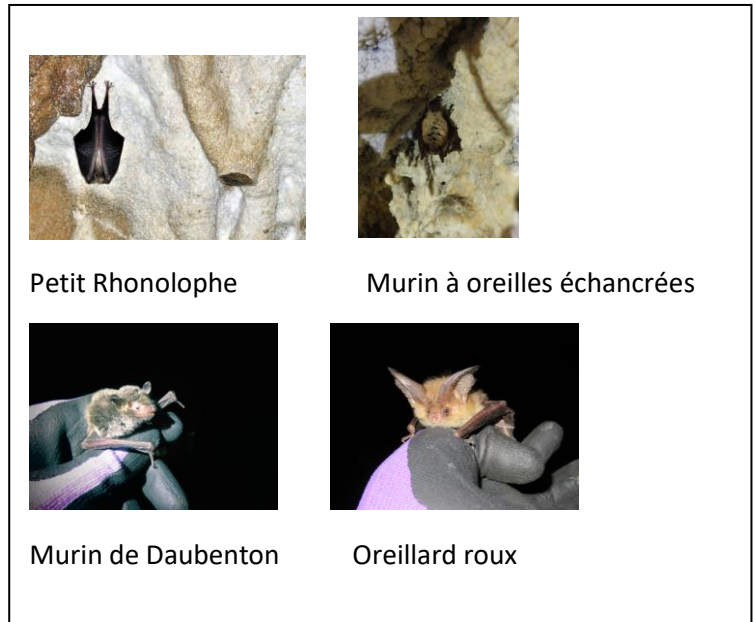 Petit Rhonolophe
Murin à oreilles échancrées
Murin de Daubenton
Oreillard roux